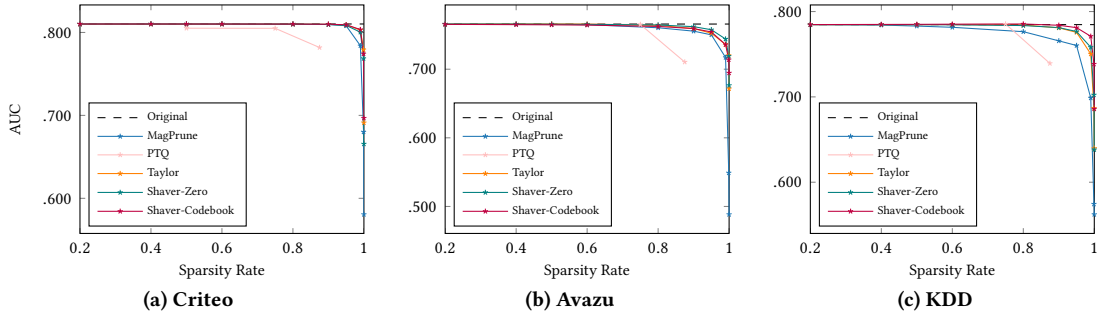 AUC
.800
.700
.600
Original
MagPrune
PTQ
Taylor
Shaver-Zero
Shaver-Codebook
0.2 0.4 0.6 0.8 1
Sparsity Rate
(a) Criteo
.700
.600
.500
Original
MagPrune
PTQ
Taylor
Shaver-Zero
Shaver-Codebook
0.2 0.4 0.6 0.8 1
Sparsity Rate
(b) Avazu
.800
.700
.600
Original
MagPrune
PTQ
Taylor
Shaver-Zero
Shaver-Codebook
0.2 0.4 0.6 0.8 1
Sparsity Rate
(c) KDD